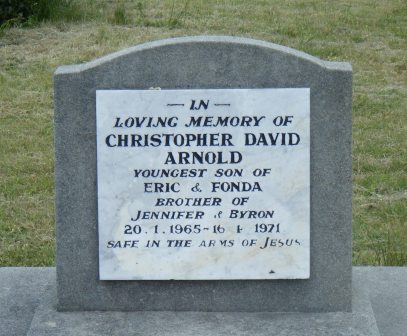 — IN —
LOVING MEMORY OF
CHRISTOPHER DAVID
ARNOLD
YOUNGEST SON OF
ERIC & FONDA
BROTHER OF
JENNIFER & BYRON
20.1.1965-16 1971
SAFE IN THE ARMS OF JESUS